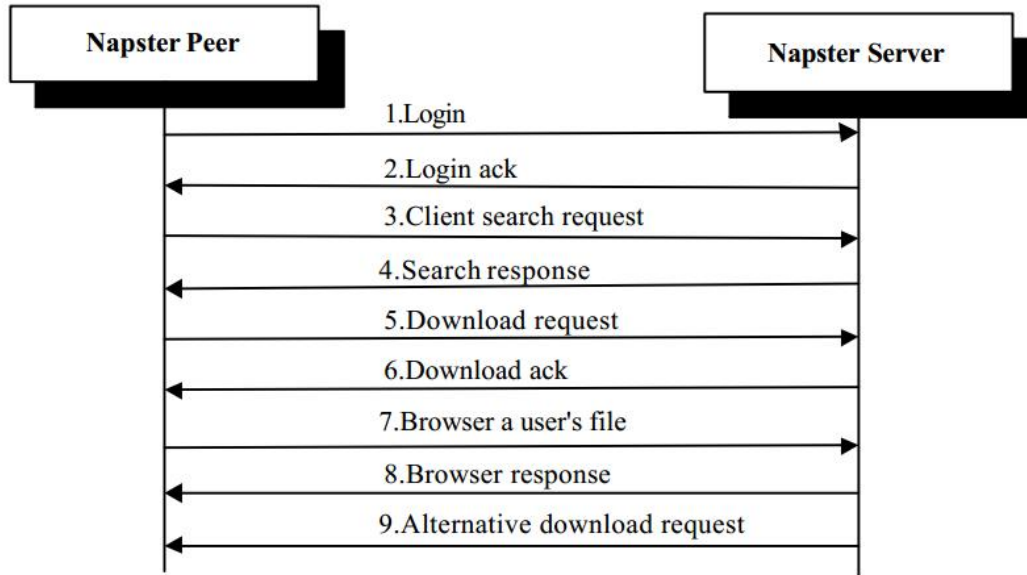 Napster Peer
Napster Server
1.Login
2.Login ack
3.Client search request
4.Search response
5.Download request
6.Download ack
7.Browser a user's file
8.Browser response
9.Alternative download request